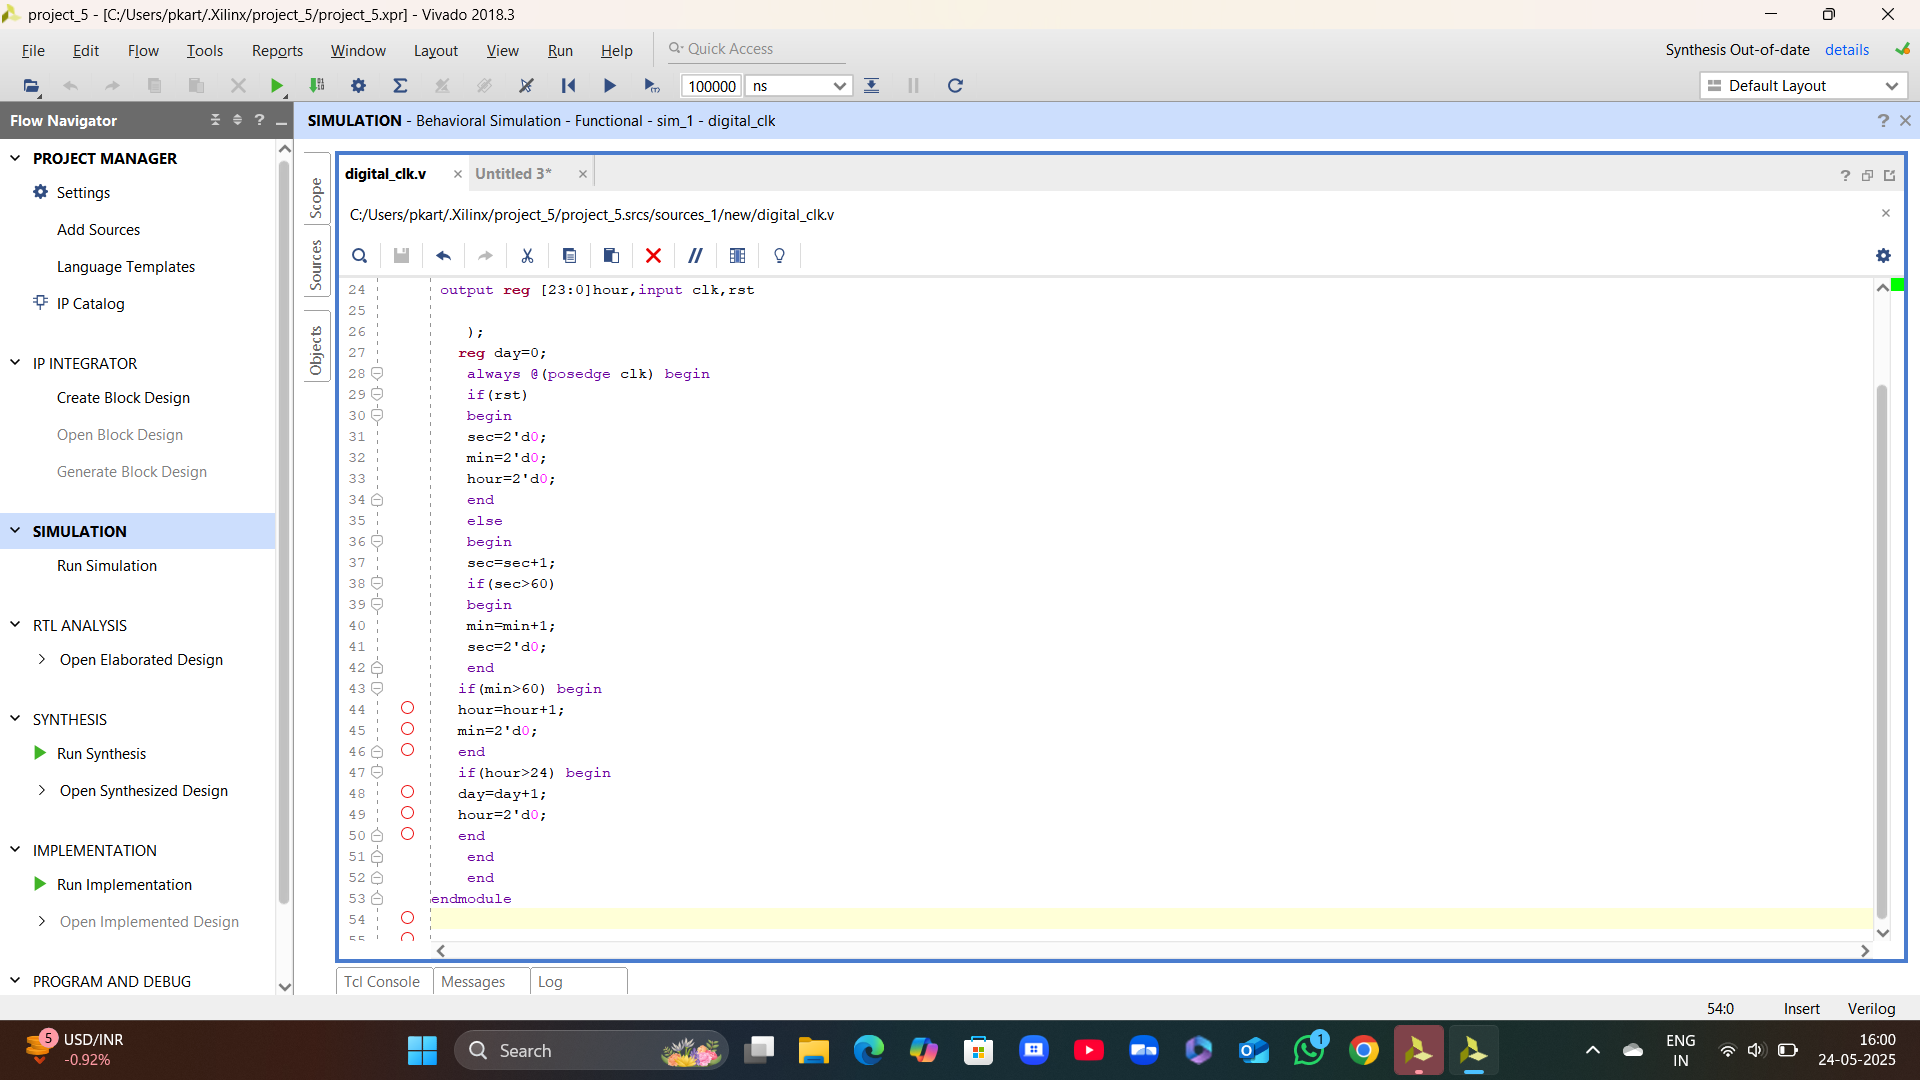 project_5 - [C:/Users/pkart/.Xilinx/project_5/project_5.xpr] - Vivado 2018.3
File Edit Flow Tools Reports Window Layout View Run Help
Quick Access
Synthesis Out-of-date details
100000 ns
Default Layout
Flow Navigator
SIMULATION - Behavioral Simulation - Functional - sim_1 - digital_clk
PROJECT MANAGER
Settings
Add Sources
Language Templates
IP Catalog
IP INTEGRATOR
Create Block Design
Open Block Design
Generate Block Design
SIMULATION
Run Simulation
RTL ANALYSIS
Open Elaborated Design
SYNTHESIS
Run Synthesis
Open Synthesized Design
IMPLEMENTATION
Run Implementation
Open Implemented Design
PROGRAM AND DEBUG
Scope
Sources
Objects
digital_clk.v
Untitled 3*
C:/Users/pkart/.Xilinx/project_5/project_5.srcs/sources_1/new/digital_clk.v
24 output reg [23:0]hour,input clk,rst
25
26 );
27 reg day=0;
28 always @(posedge clk) begin
29 if(rst)
30 begin
31 sec=2'd0;
32 min=2'd0;
33 hour=2'd0;
34 end
35 else
36 begin
37 sec=sec+1;
38 if(sec>60)
39 begin
40 min=min+1;
41 sec=2'd0;
42 end
43 if(min>60) begin
44 hour=hour+1;
45 min=2'd0;
46 end
47 if(hour>24) begin
48 day=day+1;
49 hour=2'd0;
50 end
51 end
52 end
53 endmodule
54
55
Tcl Console
Messages
Log
54:0 Insert Verilog
5
USD/INR
-0.92%
Search
1
ENG
IN
16:00
24-05-2025